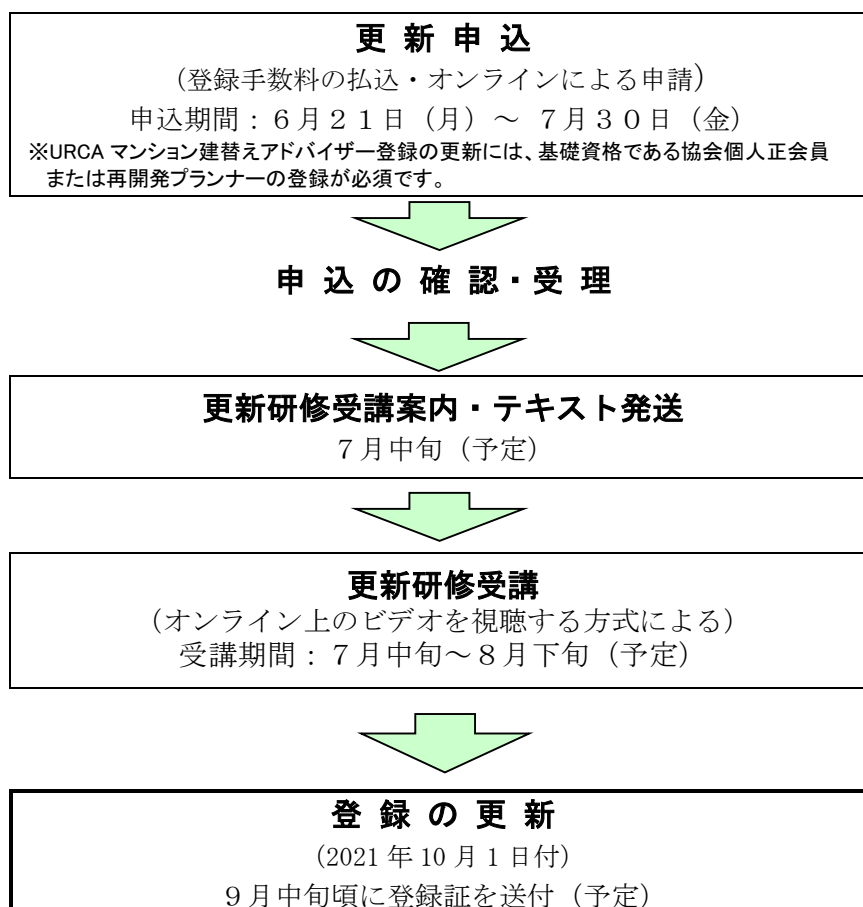 更 新 申 込
(登録手数料の払込・オンラインによる申請)
申込期間：６月２１日（月）～ ７月３０日（金）
※URCA マンション建替えアドバイザー登録の更新には、基礎資格である協会個人正会員
または再開発プランナーの登録が必須です。
申 込 の 確 認・受 理
更新研修受講案内・テキスト発送
７月中旬（予定）
更新研修受講
（オンライン上のビデオを視聴する方式による）
受講期間：７月中旬～８月下旬（予定）
登 録 の 更 新
(2021 年 10 月 1 日付)
９月中旬頃に登録証を送付（予定）